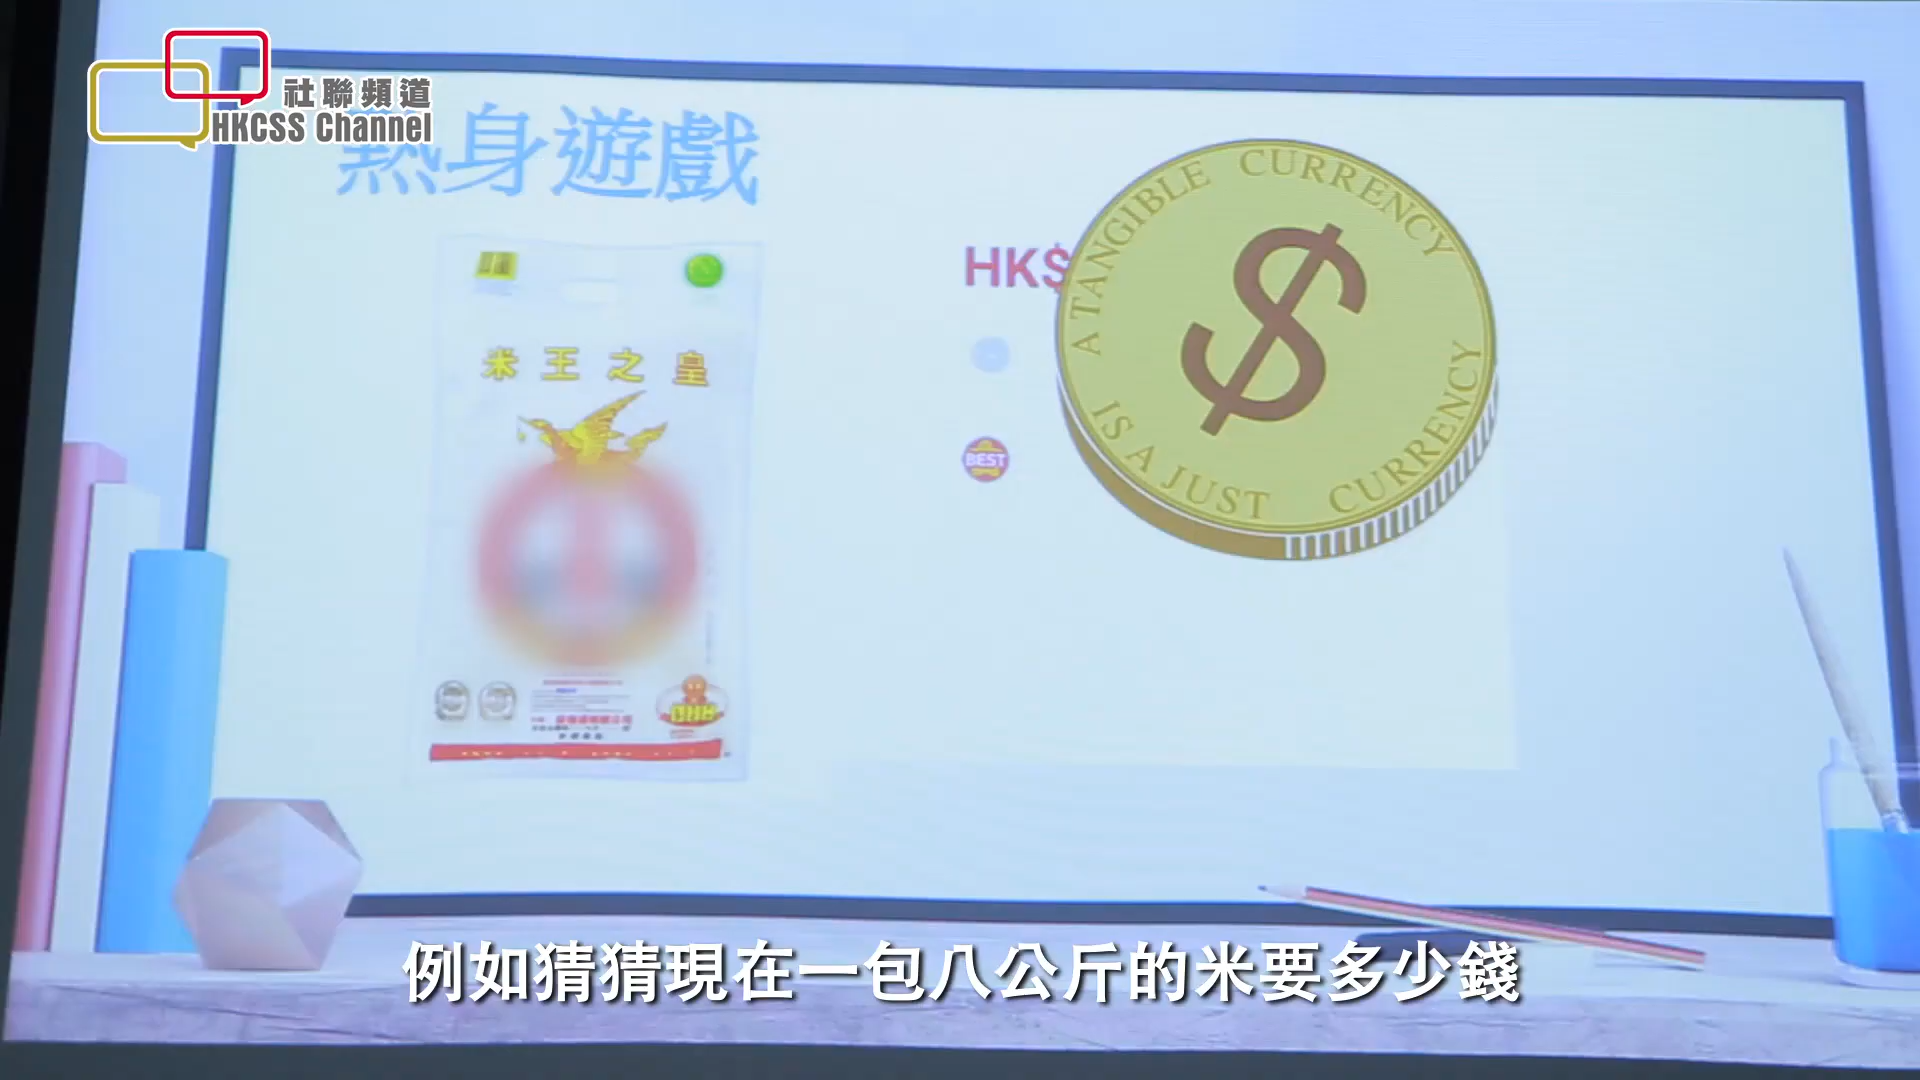 社聯頻道
HKCSS Channel
熱身遊戲
HK$
A TANGIBLE CURRENCY
IS A JUST CURRENCY
$
米王之皇
BEST
例如猜猜現在一包八公斤的米要多少錢